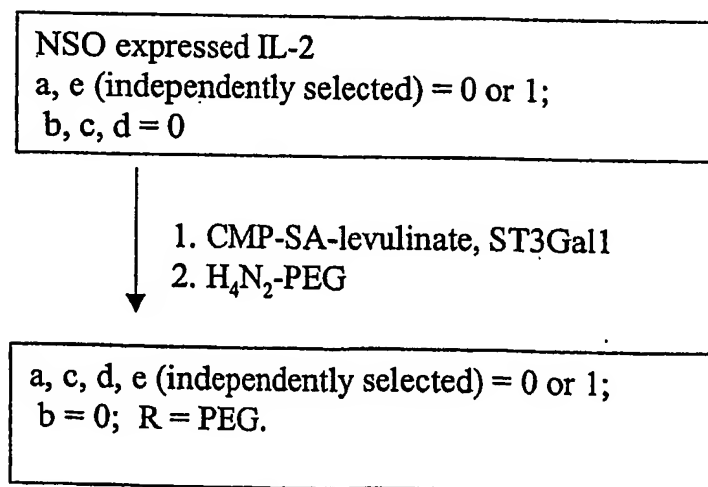 NSO expressed IL-2
a, e (independently selected) = 0 or 1;
b, c, d = 0
1. CMP-SA-levulinate, ST3Gal1
2. H₄N₂-PEG
a, c, d, e (independently selected) = 0 or 1;
b = 0; R = PEG.